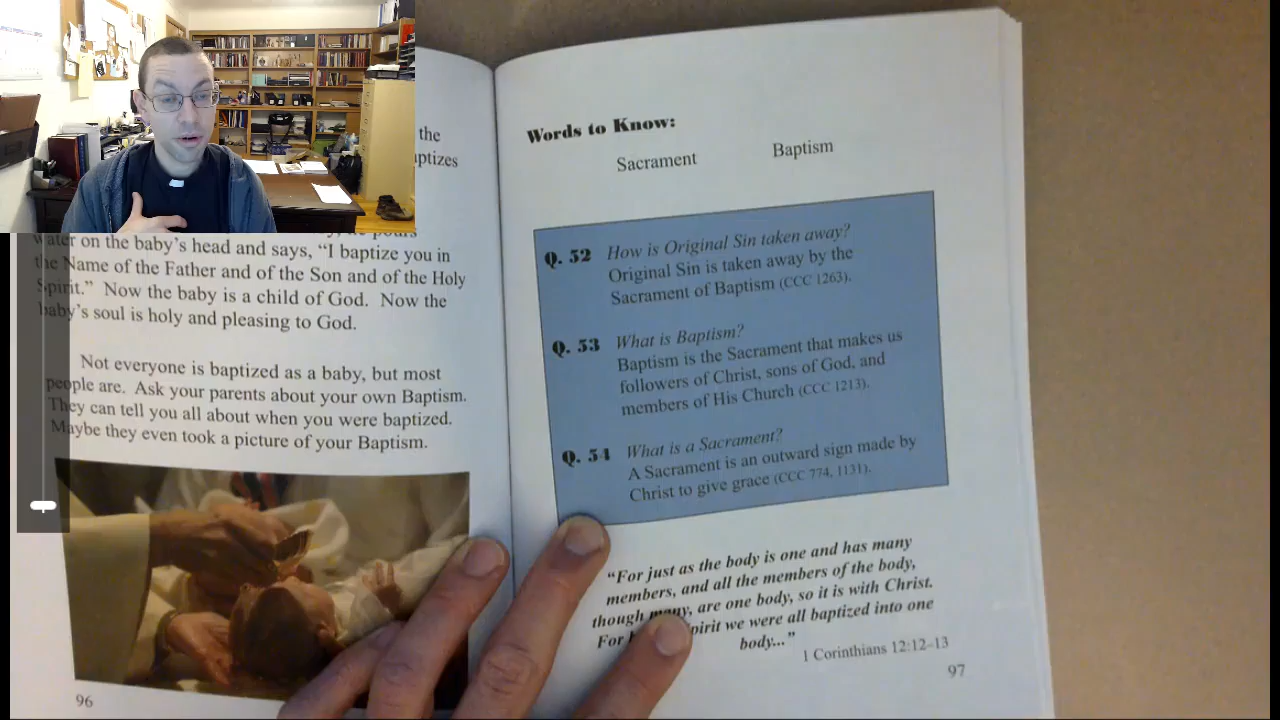 the
aptizes
water on the baby's head and says, "I baptize you in
the Name of the Father and of the Son and of the Holy
Spirit." Now the baby is a child of God. Now the
baby's soul is holy and pleasing to God.
Not everyone is baptized as a baby, but most
people are. Ask your parents about your own Baptism.
They can tell you all about when you were baptized.
Maybe they even took a picture of your Baptism.
96
Words to Know:
Sacrament Baptism
Q. 52 How is Original Sin taken away?
Original Sin is taken away by the
Sacrament of Baptism (CCC 1263).
Q. 53 What is Baptism?
Baptism is the Sacrament that makes us
followers of Christ, sons of God, and
members of His Church (CCC 1213).
Q. 54 What is a Sacrament?
A Sacrament is an outward sign made by
Christ to give grace (CCC 774, 1131).
"For just as the body is one and has many
members, and all the members of the body,
though many, are one body, so it is with Christ.
For we were all baptized into one
body..."
1 Corinthians 12:12–13
97